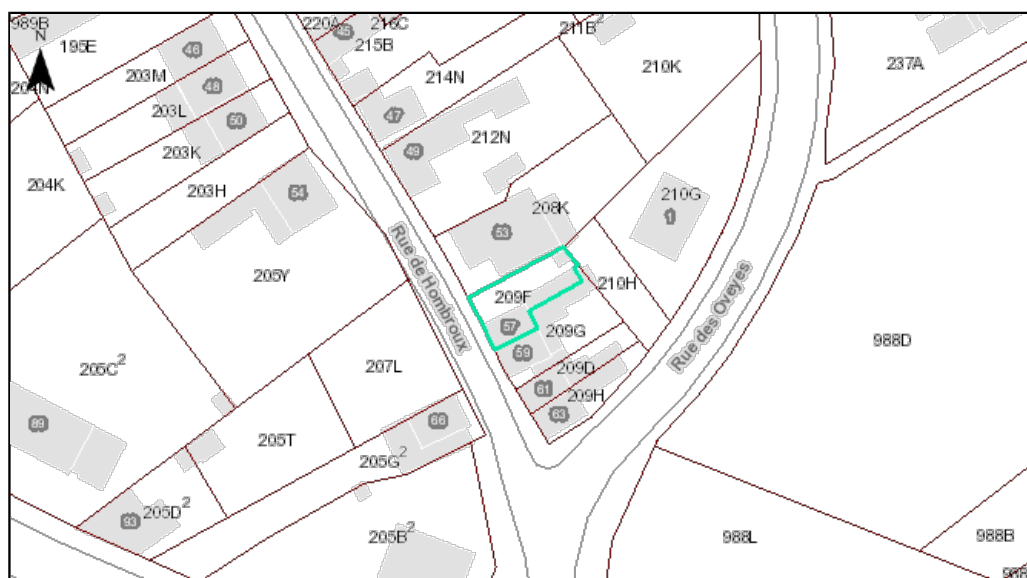 989B
N
195E
204N
46
203M
48
203L
50
203K
204K
203H
54
220A
216C
45
215B
214N
47
49
212N
211B²
210K
237A
208K
53
210G
1
Rue de Hombroux
205Y
209F
210H
57
209G
59
209D
61
209H
63
Rue des Oveyes
988D
205C²
207L
89
66
205T
205G²
205D²
93
205B²
988L
988B